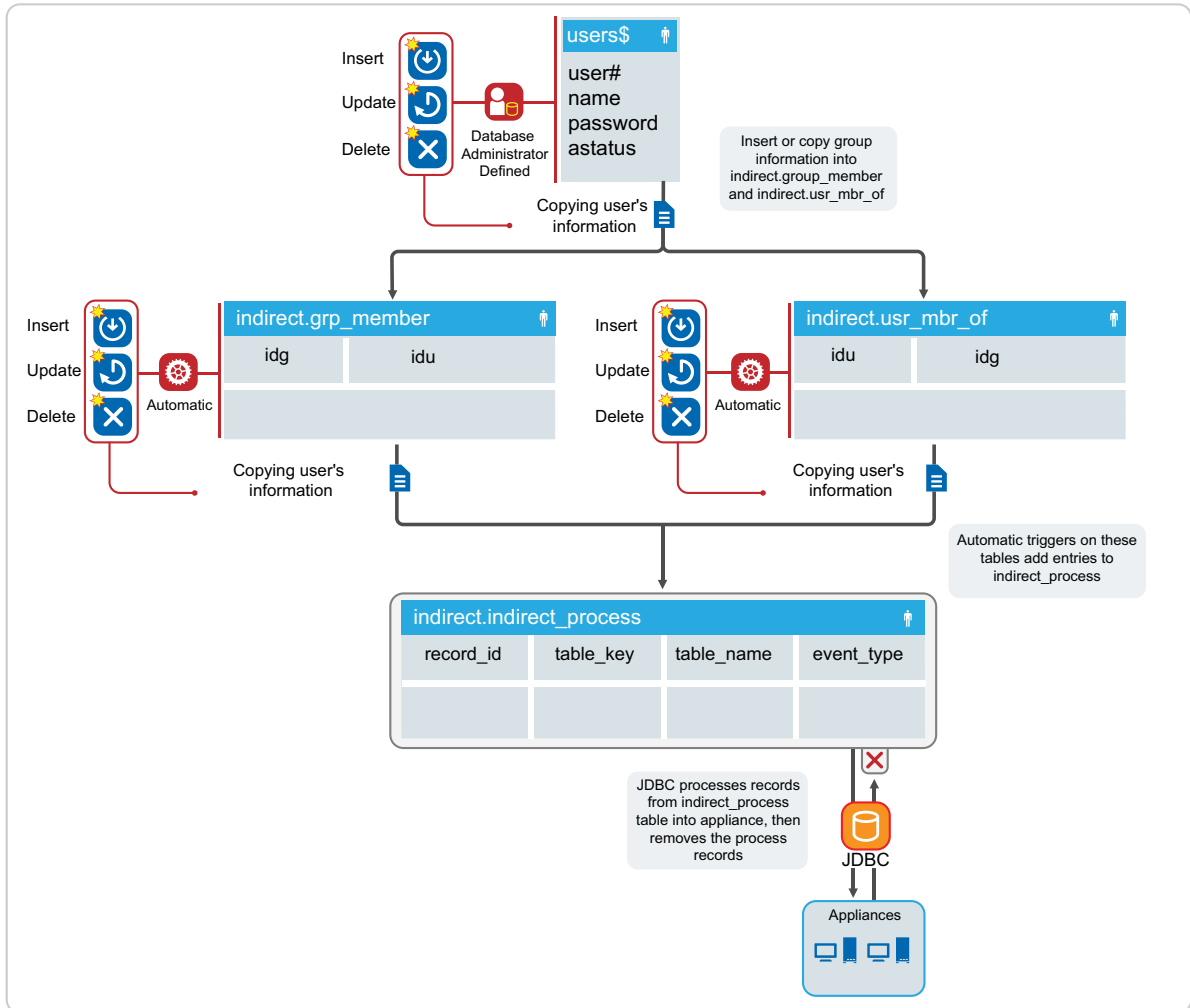 users$
Insert
Update
Delete
Database
Administrator
Defined
user#
name
password
astatus
Insert or copy group
information into
indirect.group_member
and indirect.usr_mbr_of
Copying user's
information
Insert
Update
Delete
Automatic
indirect.grp_member
idg idu
Insert
Update
Delete
Automatic
indirect.usr_mbr_of
idu idg
Copying user's
information
Copying user's
information
Automatic triggers on these
tables add entries to
indirect_process
indirect.indirect_process
record_id table_key table_name event_type
JDBC processes records
from indirect_process
table into appliance, then
removes the process
records
JDBC
Appliances